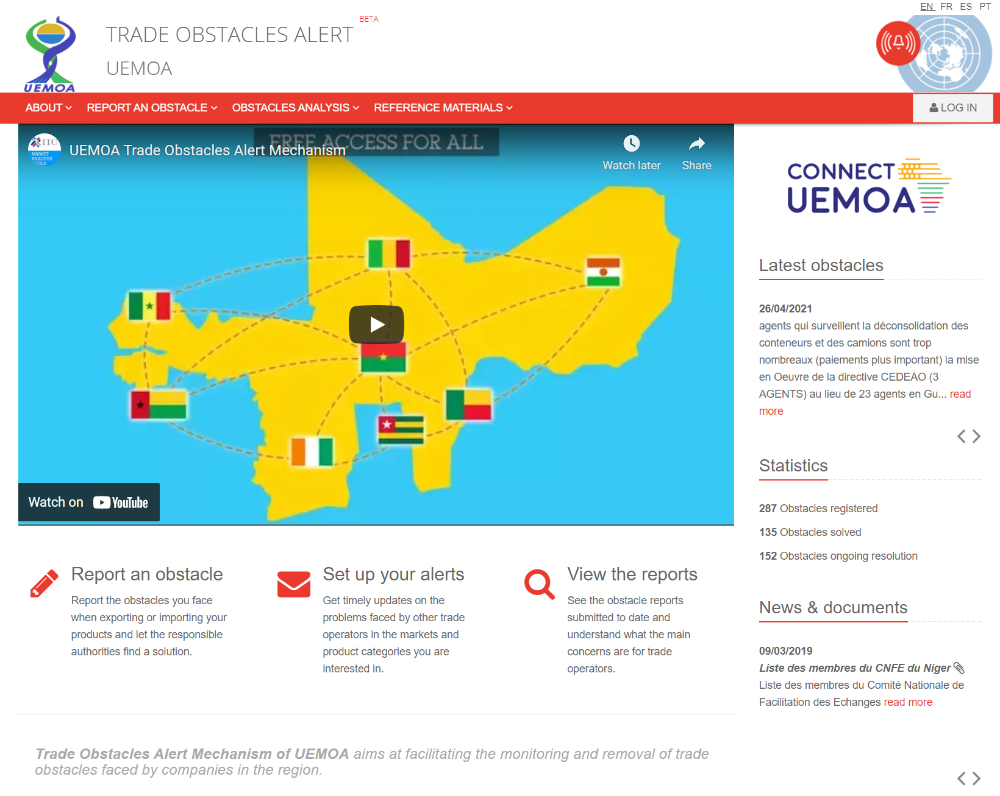 EN FR ES PT
UEMOA
TRADE OBSTACLES ALERT
BETA
UEMOA
ABOUT
REPORT AN OBSTACLE
OBSTACLES ANALYSIS
REFERENCE MATERIALS
LOG IN
FREE ACCESS FOR ALL
ITC
MARKET
ANALYSIS
TOOLS
UEMOA Trade Obstacles Alert Mechanism
Watch later
Share
Watch on YouTube
Report an obstacle
Report the obstacles you face
when exporting or importing your
products and let the responsible
authorities find a solution.
Set up your alerts
Get timely updates on the
problems faced by other trade
operators in the markets and
product categories you are
interested in.
View the reports
See the obstacle reports
submitted to date and
understand what the main
concerns are for trade
operators.
Trade Obstacles Alert Mechanism of UEMOA aims at facilitating the monitoring and removal of trade
obstacles faced by companies in the region.
CONNECT
UEMOA
Latest obstacles
26/04/2021
agents qui surveillent la déconsolidation des
conteneurs et des camions sont trop
nombreaux (paiements plus important) la mise
en Oeuvre de la directive CEDEAO (3
AGENTS) au lieu de 23 agents en Gu... read
more
Statistics
287 Obstacles registered
135 Obstacles solved
152 Obstacles ongoing resolution
News & documents
09/03/2019
Liste des membres du CNFE du Niger
Liste des membres du Comité Nationale de
Facilitation des Echanges read more